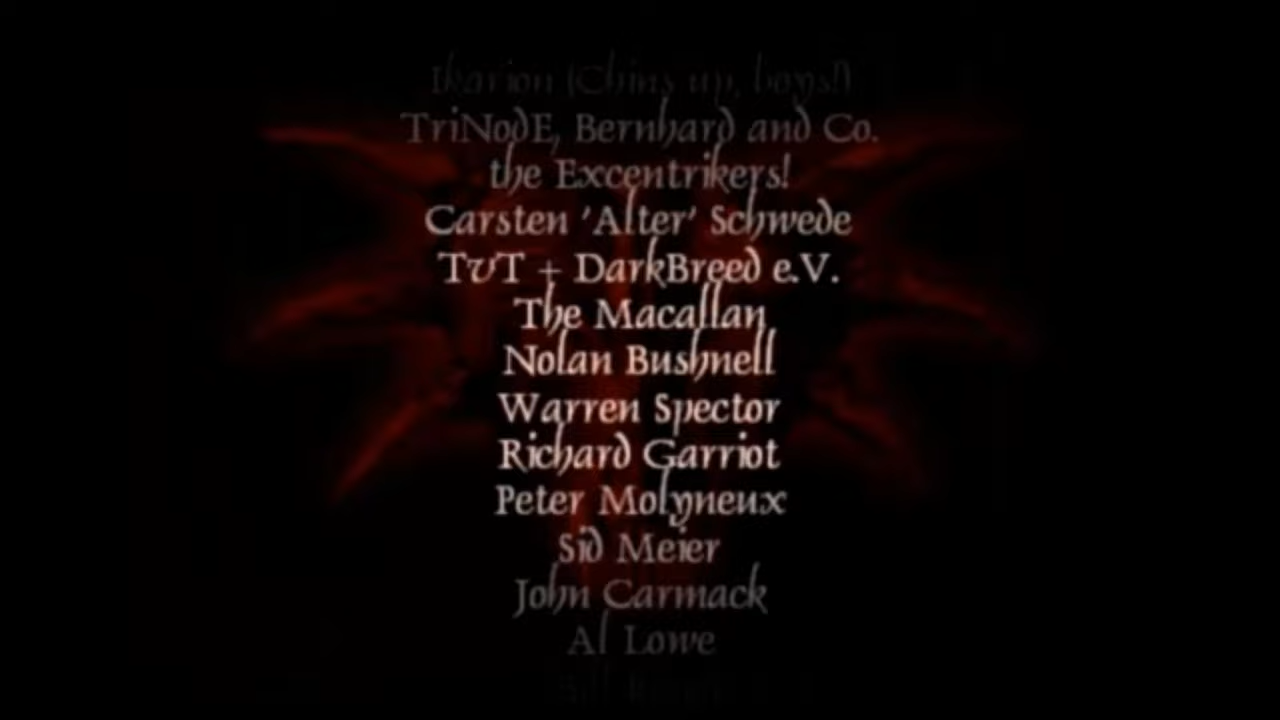 Ikarion (Chins up, boys!)
TriNodE, Bernhard and Co.
the Excentrikers!
Carsten 'Alter' Schwede
TvT + DarkBreed e.V.
The Macallan
Nolan Bushnell
Warren Spector
Richard Garriot
Peter Molyneux
Sid Meier
John Carmack
Al Lowe